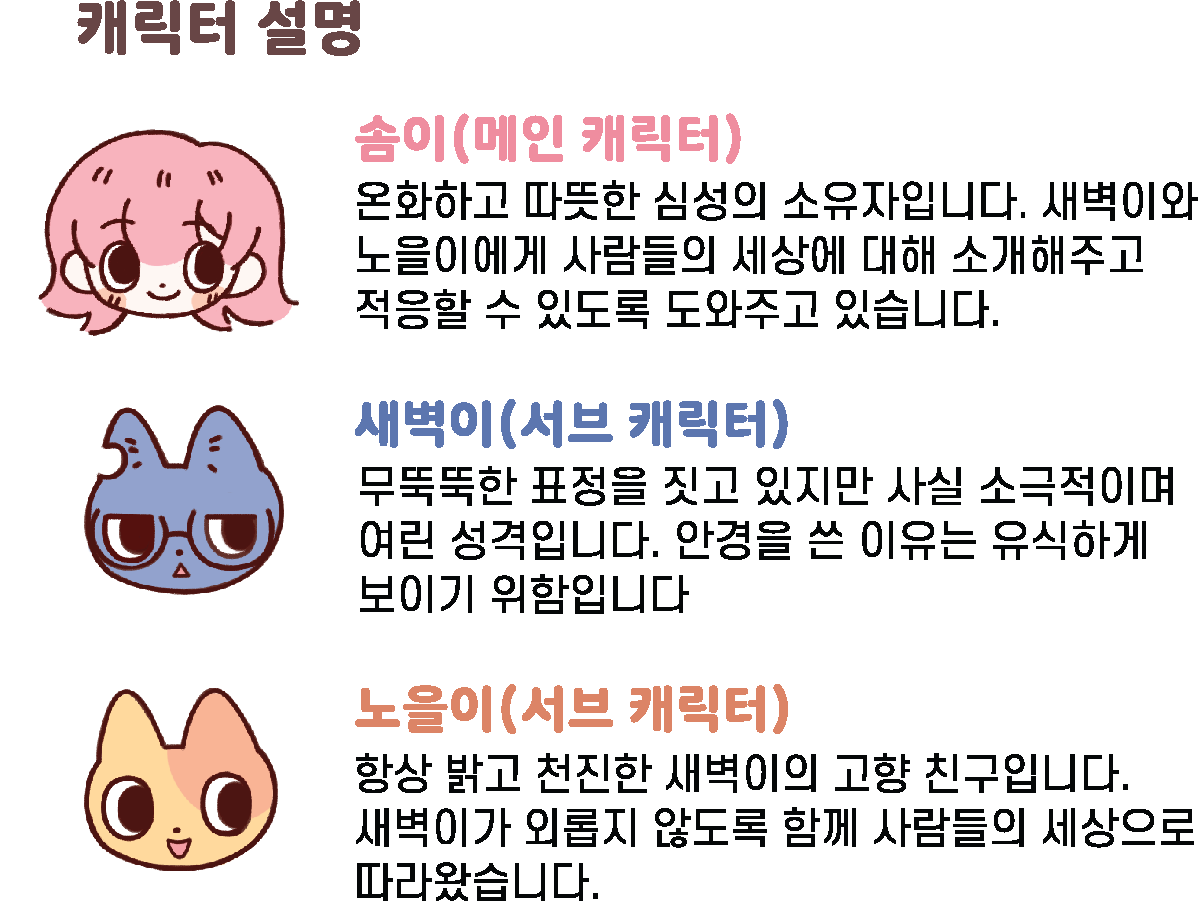 캐릭터 설명
솜이(메인 캐릭터)
온화하고 따뜻한 심성의 소유자입니다. 새벽이와
노을이에게 사람들의 세상에 대해 소개해주고
적응할 수 있도록 도와주고 있습니다.
새벽이(서브 캐릭터)
무뚝뚝한 표정을 짓고 있지만 사실 소극적이며
여린 성격입니다. 안경을 쓴 이유는 유식하게
보이기 위함입니다
노을이(서브 캐릭터)
항상 밝고 천진한 새벽이의 고향 친구입니다.
새벽이가 외롭지 않도록 함께 사람들의 세상으로
따라왔습니다.